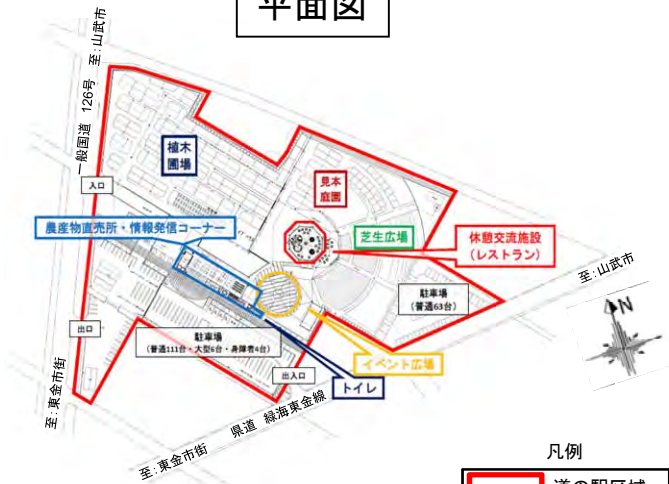 平面図
至:山武市
一般国道 126号
植木
圃場
入口
見本
庭園
農産物直売所・情報発信コーナー
芝生広場
休憩交流施設
(レストラン)
至:山武市
駐車場
(普通63台)
N
出口
駐車場
(普通111台・大型6台・身障者4台)
イベント広場
出入口
トイレ
至:東金市街
県道 緑海東金線
至:東金市街
凡例
道の駅区域